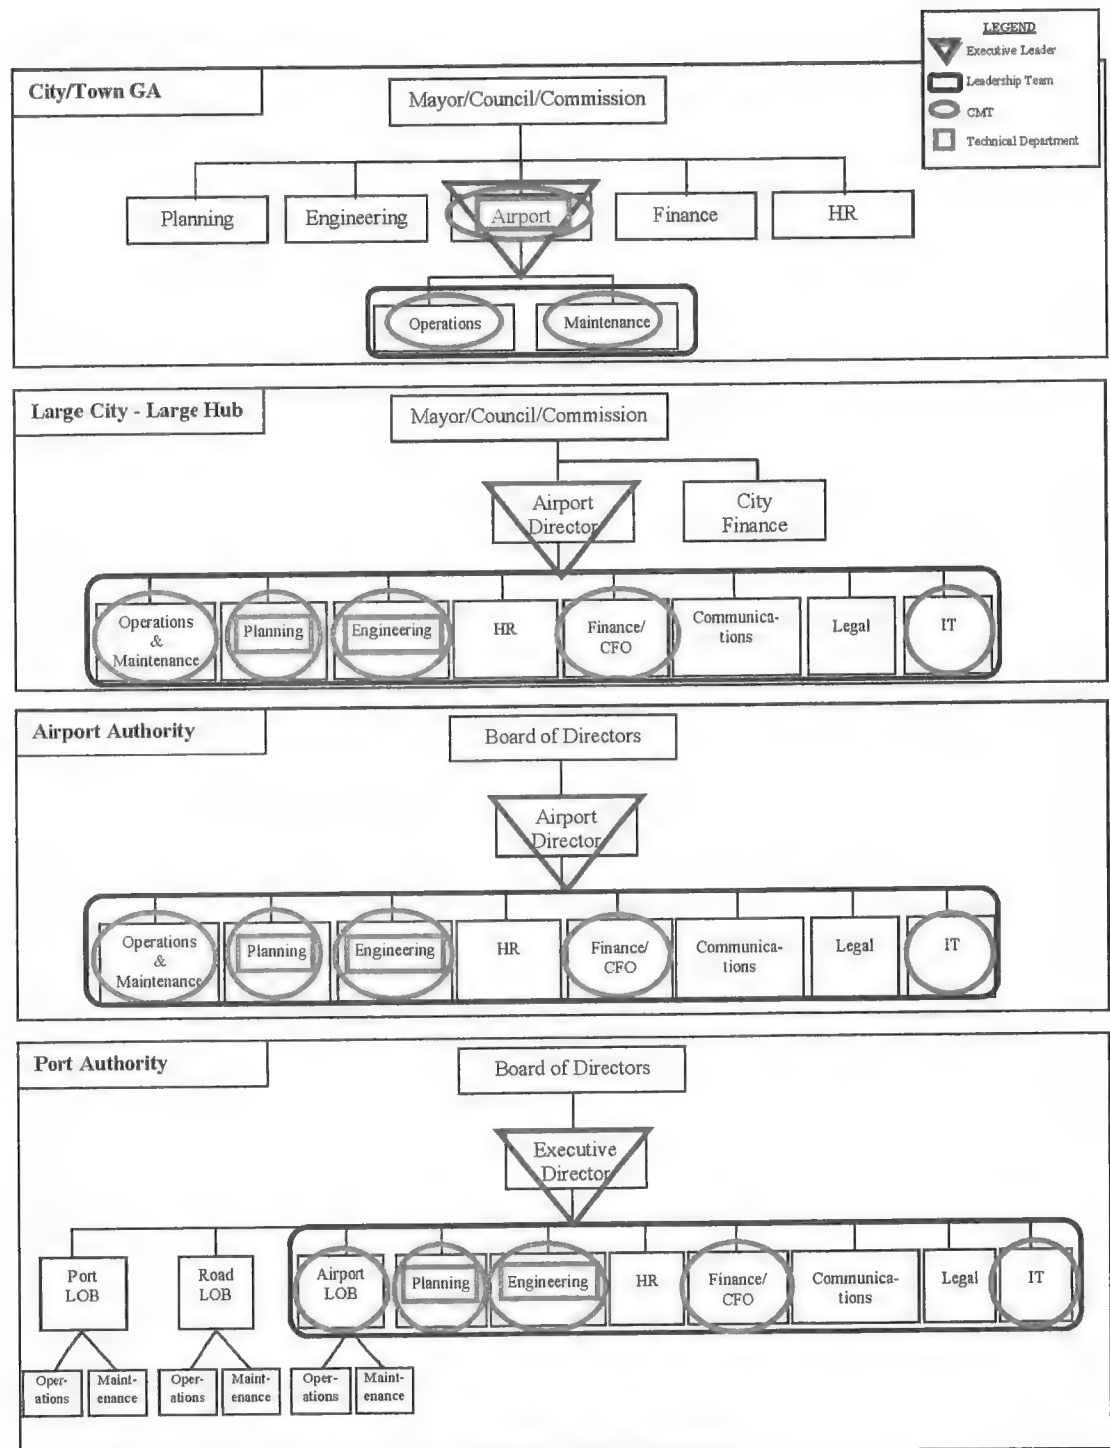 LEGEND
Executive Leader
Leadership Team
CMT
Technical Department
City/Town GA
Mayor/Council/Commission
Planning
Engineering
Airport
Finance
HR
Operations
Maintenance
Large City - Large Hub
Mayor/Council/Commission
Airport
Director
City
Finance
Operations
&
Maintenance
Planning
Engineering
HR
Finance/
CFO
Communica-
tions
Legal
IT
Airport Authority
Board of Directors
Airport
Director
Operations
&
Maintenance
Planning
Engineering
HR
Finance/
CFO
Communica-
tions
Legal
IT
Port Authority
Board of Directors
Executive
Director
Port
LOB
Road
LOB
Airport
LOB
Planning
Engineering
HR
Finance/
CFO
Communica-
tions
Legal
IT
Oper-
ations
Maint-
enance
Oper-
ations
Maint-
enance
Oper-
ations
Maint-
enance